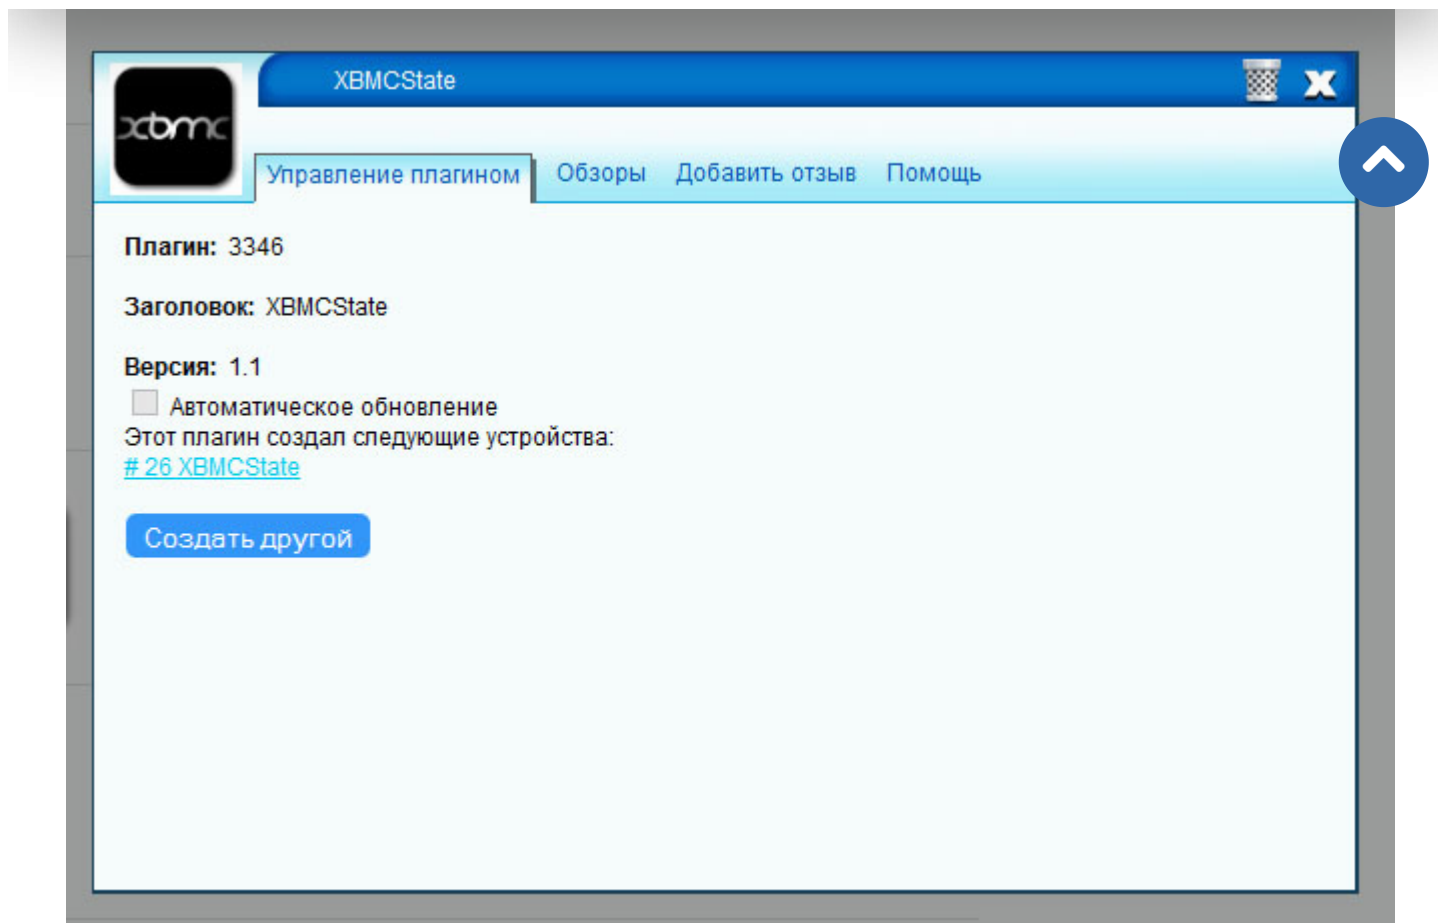 XBMCState
xbmc
Управление плагином Обзоры Добавить отзыв Помощь
Плагин: 3346
Заголовок: XBMCState
Версия: 1.1
Автоматическое обновление
Этот плагин создал следующие устройства:
# 26 XBMCState
Создать другой